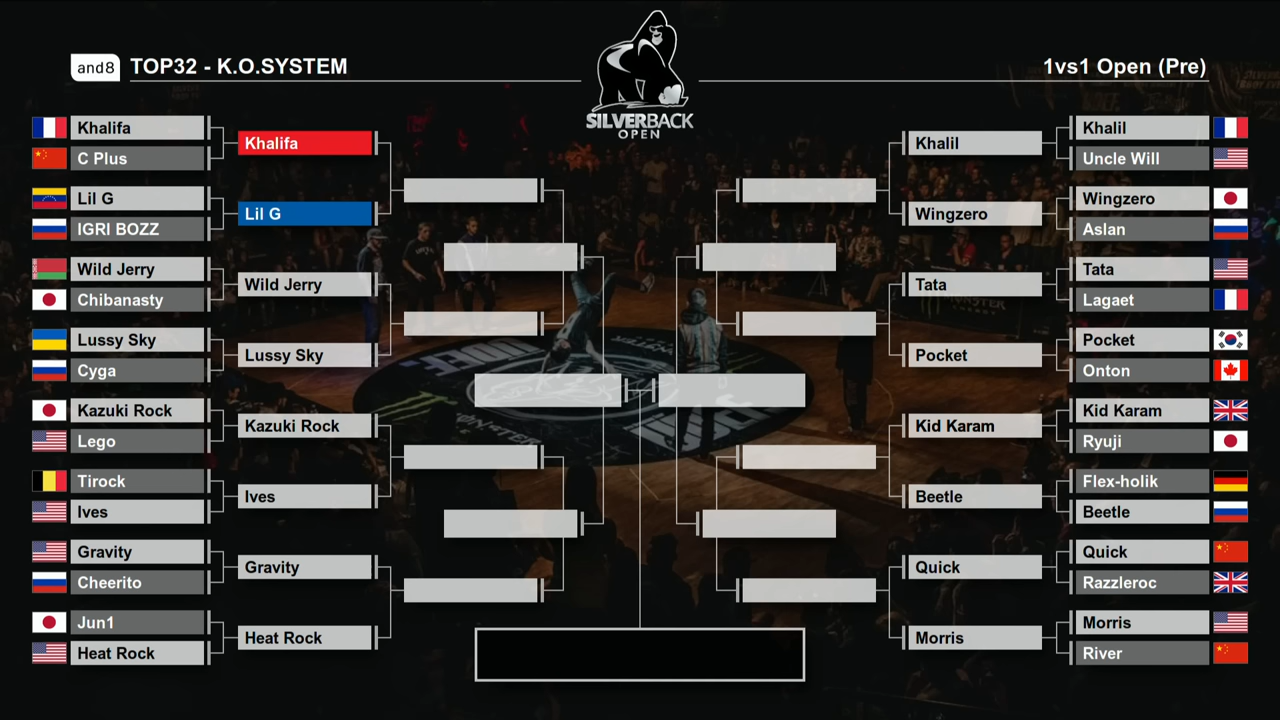 and8
TOP32 - K.O.SYSTEM
SILVERBACK
OPEN
1vs1 Open (Pre)
Khalifa
C Plus
Lil G
IGRI BOZZ
Wild Jerry
Chibanasty
Lussy Sky
Cyga
Kazuki Rock
Lego
Tirock
Ives
Gravity
Cheerito
Jun1
Heat Rock
Khalifa
Lil G
Wild Jerry
Lussy Sky
Kazuki Rock
Ives
Gravity
Heat Rock
Khalil
Wingzero
Tata
Pocket
Kid Karam
Beetle
Quick
Morris
Khalil
Uncle Will
Wingzero
Aslan
Tata
Lagaet
Pocket
Onton
Kid Karam
Ryuji
Flex-holik
Beetle
Quick
Razzleroc
Morris
River
MONSTER